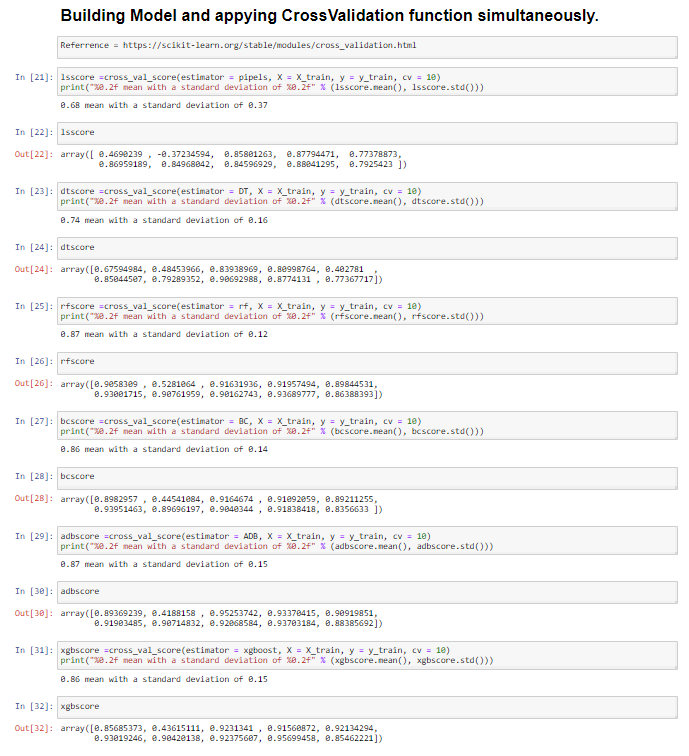 Building Model and appying CrossValidation function simultaneously.
Referrence = https://scikit-learn.org/stable/modules/cross_validation.html
In [21]: lsscore =cross_val_score(estimator = pipels, X = X_train, y = y_train, cv = 10)
print("%0.2f mean with a standard deviation of %0.2f" % (lsscore.mean(), lsscore.std()))
0.68 mean with a standard deviation of 0.37
In [22]: lsscore
Out[22]: array([ 0.4690239 , -0.37234594, 0.85801263, 0.87794471, 0.77378873,
0.86959189, 0.84968042, 0.84596929, 0.88041295, 0.7925423 ])
In [23]: dtscore =cross_val_score(estimator = DT, X = X_train, y = y_train, cv = 10)
print("%0.2f mean with a standard deviation of %0.2f" % (dtscore.mean(), dtscore.std()))
0.74 mean with a standard deviation of 0.16
In [24]: dtscore
Out[24]: array([0.67594984, 0.48453966, 0.83938969, 0.80998764, 0.402781 ,
0.85044507, 0.79289352, 0.90692988, 0.8774131 , 0.77367717])
In [25]: rfscore =cross_val_score(estimator = rf, X = X_train, y = y_train, cv = 10)
print("%0.2f mean with a standard deviation of %0.2f" % (rfscore.mean(), rfscore.std()))
0.87 mean with a standard deviation of 0.12
In [26]: rfscore
Out[26]: array([0.9058309 , 0.5281064 , 0.91631936, 0.91957494, 0.89844531,
0.93001715, 0.90761959, 0.90162743, 0.93689777, 0.86388393])
In [27]: bcscore =cross_val_score(estimator = BC, X = X_train, y = y_train, cv = 10)
print("%0.2f mean with a standard deviation of %0.2f" % (bcscore.mean(), bcscore.std()))
0.86 mean with a standard deviation of 0.14
In [28]: bcscore
Out[28]: array([0.8982957 , 0.44541084, 0.9164674 , 0.91092059, 0.89211255,
0.93951463, 0.89696197, 0.9040344 , 0.91838418, 0.8356633 ])
In [29]: adbscore =cross_val_score(estimator = ADB, X = X_train, y = y_train, cv = 10)
print("%0.2f mean with a standard deviation of %0.2f" % (adbscore.mean(), adbscore.std()))
0.87 mean with a standard deviation of 0.15
In [30]: adbscore
Out[30]: array([0.89369239, 0.4188158 , 0.95253742, 0.93370415, 0.90919851,
0.91903485, 0.90714832, 0.92068584, 0.93703184, 0.88385692])
In [31]: xgbscore =cross_val_score(estimator = xgboost, X = X_train, y = y_train, cv = 10)
print("%0.2f mean with a standard deviation of %0.2f" % (xgbscore.mean(), xgbscore.std()))
0.86 mean with a standard deviation of 0.15
In [32]: xgbscore
Out[32]: array([0.85685373, 0.43615111, 0.9231341 , 0.91560872, 0.92134294,
0.93019246, 0.90420138, 0.92375607, 0.95699458, 0.85462221])